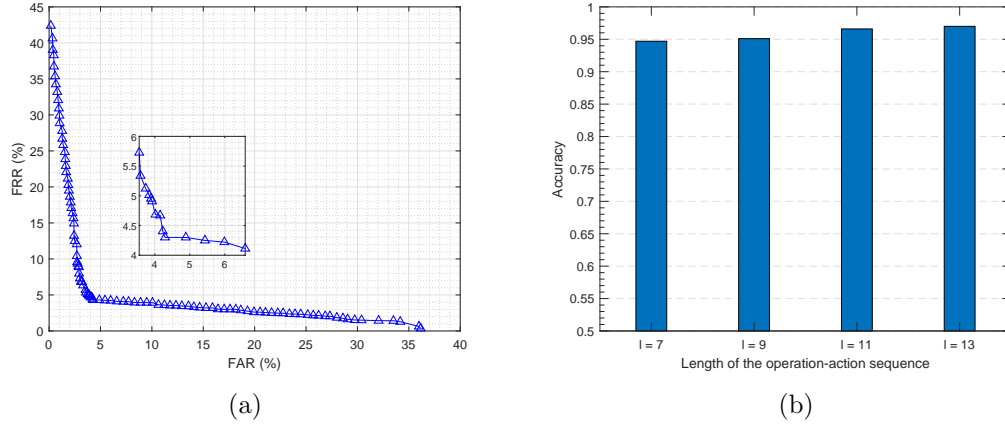 45
40
35
30
25
20
15
10
5
0
FRR (%)
0 5 10 15 20 25 30 35 40
FAR (%)
6
5.5
5
4.5
4
4 5 6
(a)
1
0.95
0.9
0.85
0.8
0.75
0.7
0.65
0.6
0.55
0.5
Accuracy
l = 7 l = 9 l = 11 l = 13
Length of the operation-action sequence
(b)